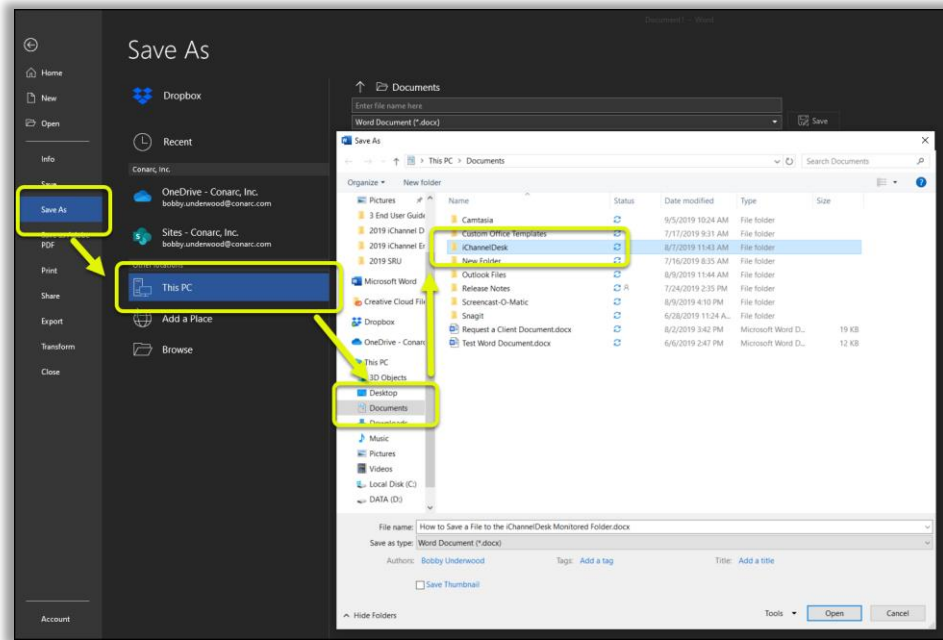 Document1 - Word
Save As
Home
New
Open
Info
Save
Save As
Save as Adobe
PDF
Print
Share
Export
Transform
Close
Account
Dropbox
Recent
Conarc, Inc.
OneDrive - Conarc, Inc.
bobby.underwood@conarc.com
Sites - Conarc, Inc.
bobby.underwood@conarc.com
Other locations
This PC
Add a Place
Browse
Documents
Enter file name here
Word Document (*.docx)
Save
Save As
This PC > Documents
Search Documents
Organize
New folder
Pictures
3 End User Guide
2019 iChannel D
2019 iChannel Er
2019 SRU
Microsoft Word
Creative Cloud File
Dropbox
OneDrive - Conarc
This PC
3D Objects
Desktop
Documents
Downloads
Music
Pictures
Videos
Local Disk (C:)
DATA (D:)
Name Status Date modified Type Size
Camtasia 9/5/2019 10:24 AM File folder
Custom Office Templates 7/17/2019 9:31 AM File folder
iChannelDesk 8/7/2019 11:43 AM File folder
New Folder 7/16/2019 8:35 AM File folder
Outlook Files 8/9/2019 11:44 AM File folder
Release Notes 7/24/2019 2:35 PM File folder
Screencast-O-Matic 8/9/2019 4:10 PM File folder
Snagit 6/28/2019 11:24 A... File folder
Request a Client Document.docx 8/2/2019 3:42 PM Microsoft Word D... 19 KB
Test Word Document.docx 6/6/2019 2:47 PM Microsoft Word D... 12 KB
File name: How to Save a File to the iChannelDesk Monitored Folder.docx
Save as type: Word Document (*.docx)
Authors: Bobby Underwood Tags: Add a tag Title: Add a title
Save Thumbnail
Hide Folders
Tools Open Cancel